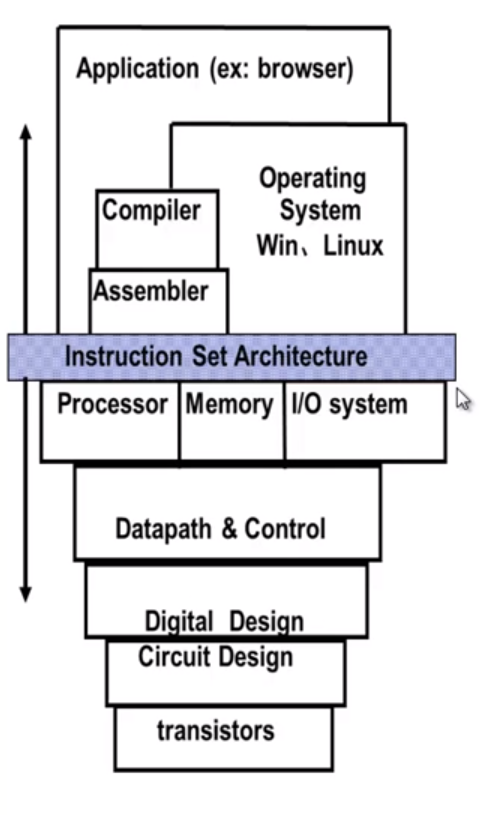 Application (ex: browser)
Operating
System
Win、Linux
Compiler
Assembler
Instruction Set Architecture
Processor
Memory
I/O system
Datapath & Control
Digital Design
Circuit Design
transistors